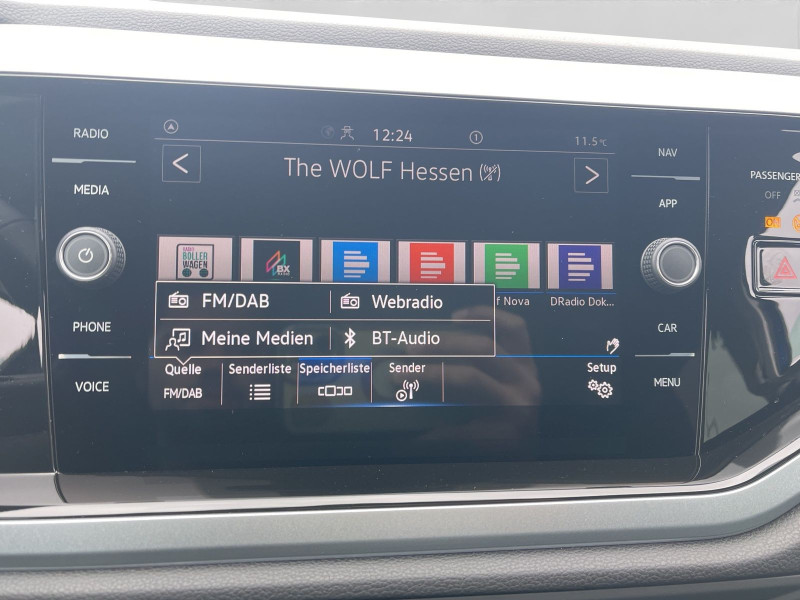 RADIO
MEDIA
PHONE
VOICE
12:24
1
11.5°C
The WOLF Hessen
BOLLER
WAGEN
BX
f Nova
DRadio Dok...
FM/DAB
Webradio
Meine Medien
BT-Audio
Quelle
FM/DAB
Senderliste
Speicherliste
Sender
Setup
NAV
APP
CAR
MENU
PASSENGER
OFF